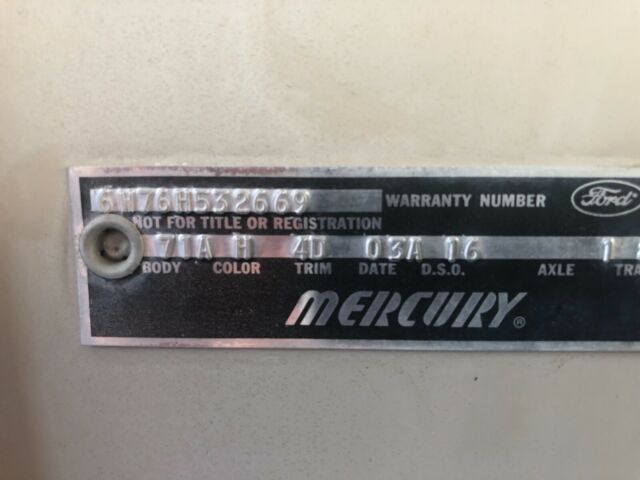 6W76H532669 WARRANTY NUMBER Ford
NOT FOR TITLE OR REGISTRATION
71A H 4D 03A 16 1
BODY COLOR TRIM DATE D.S.O. AXLE TRA
MERCURY®